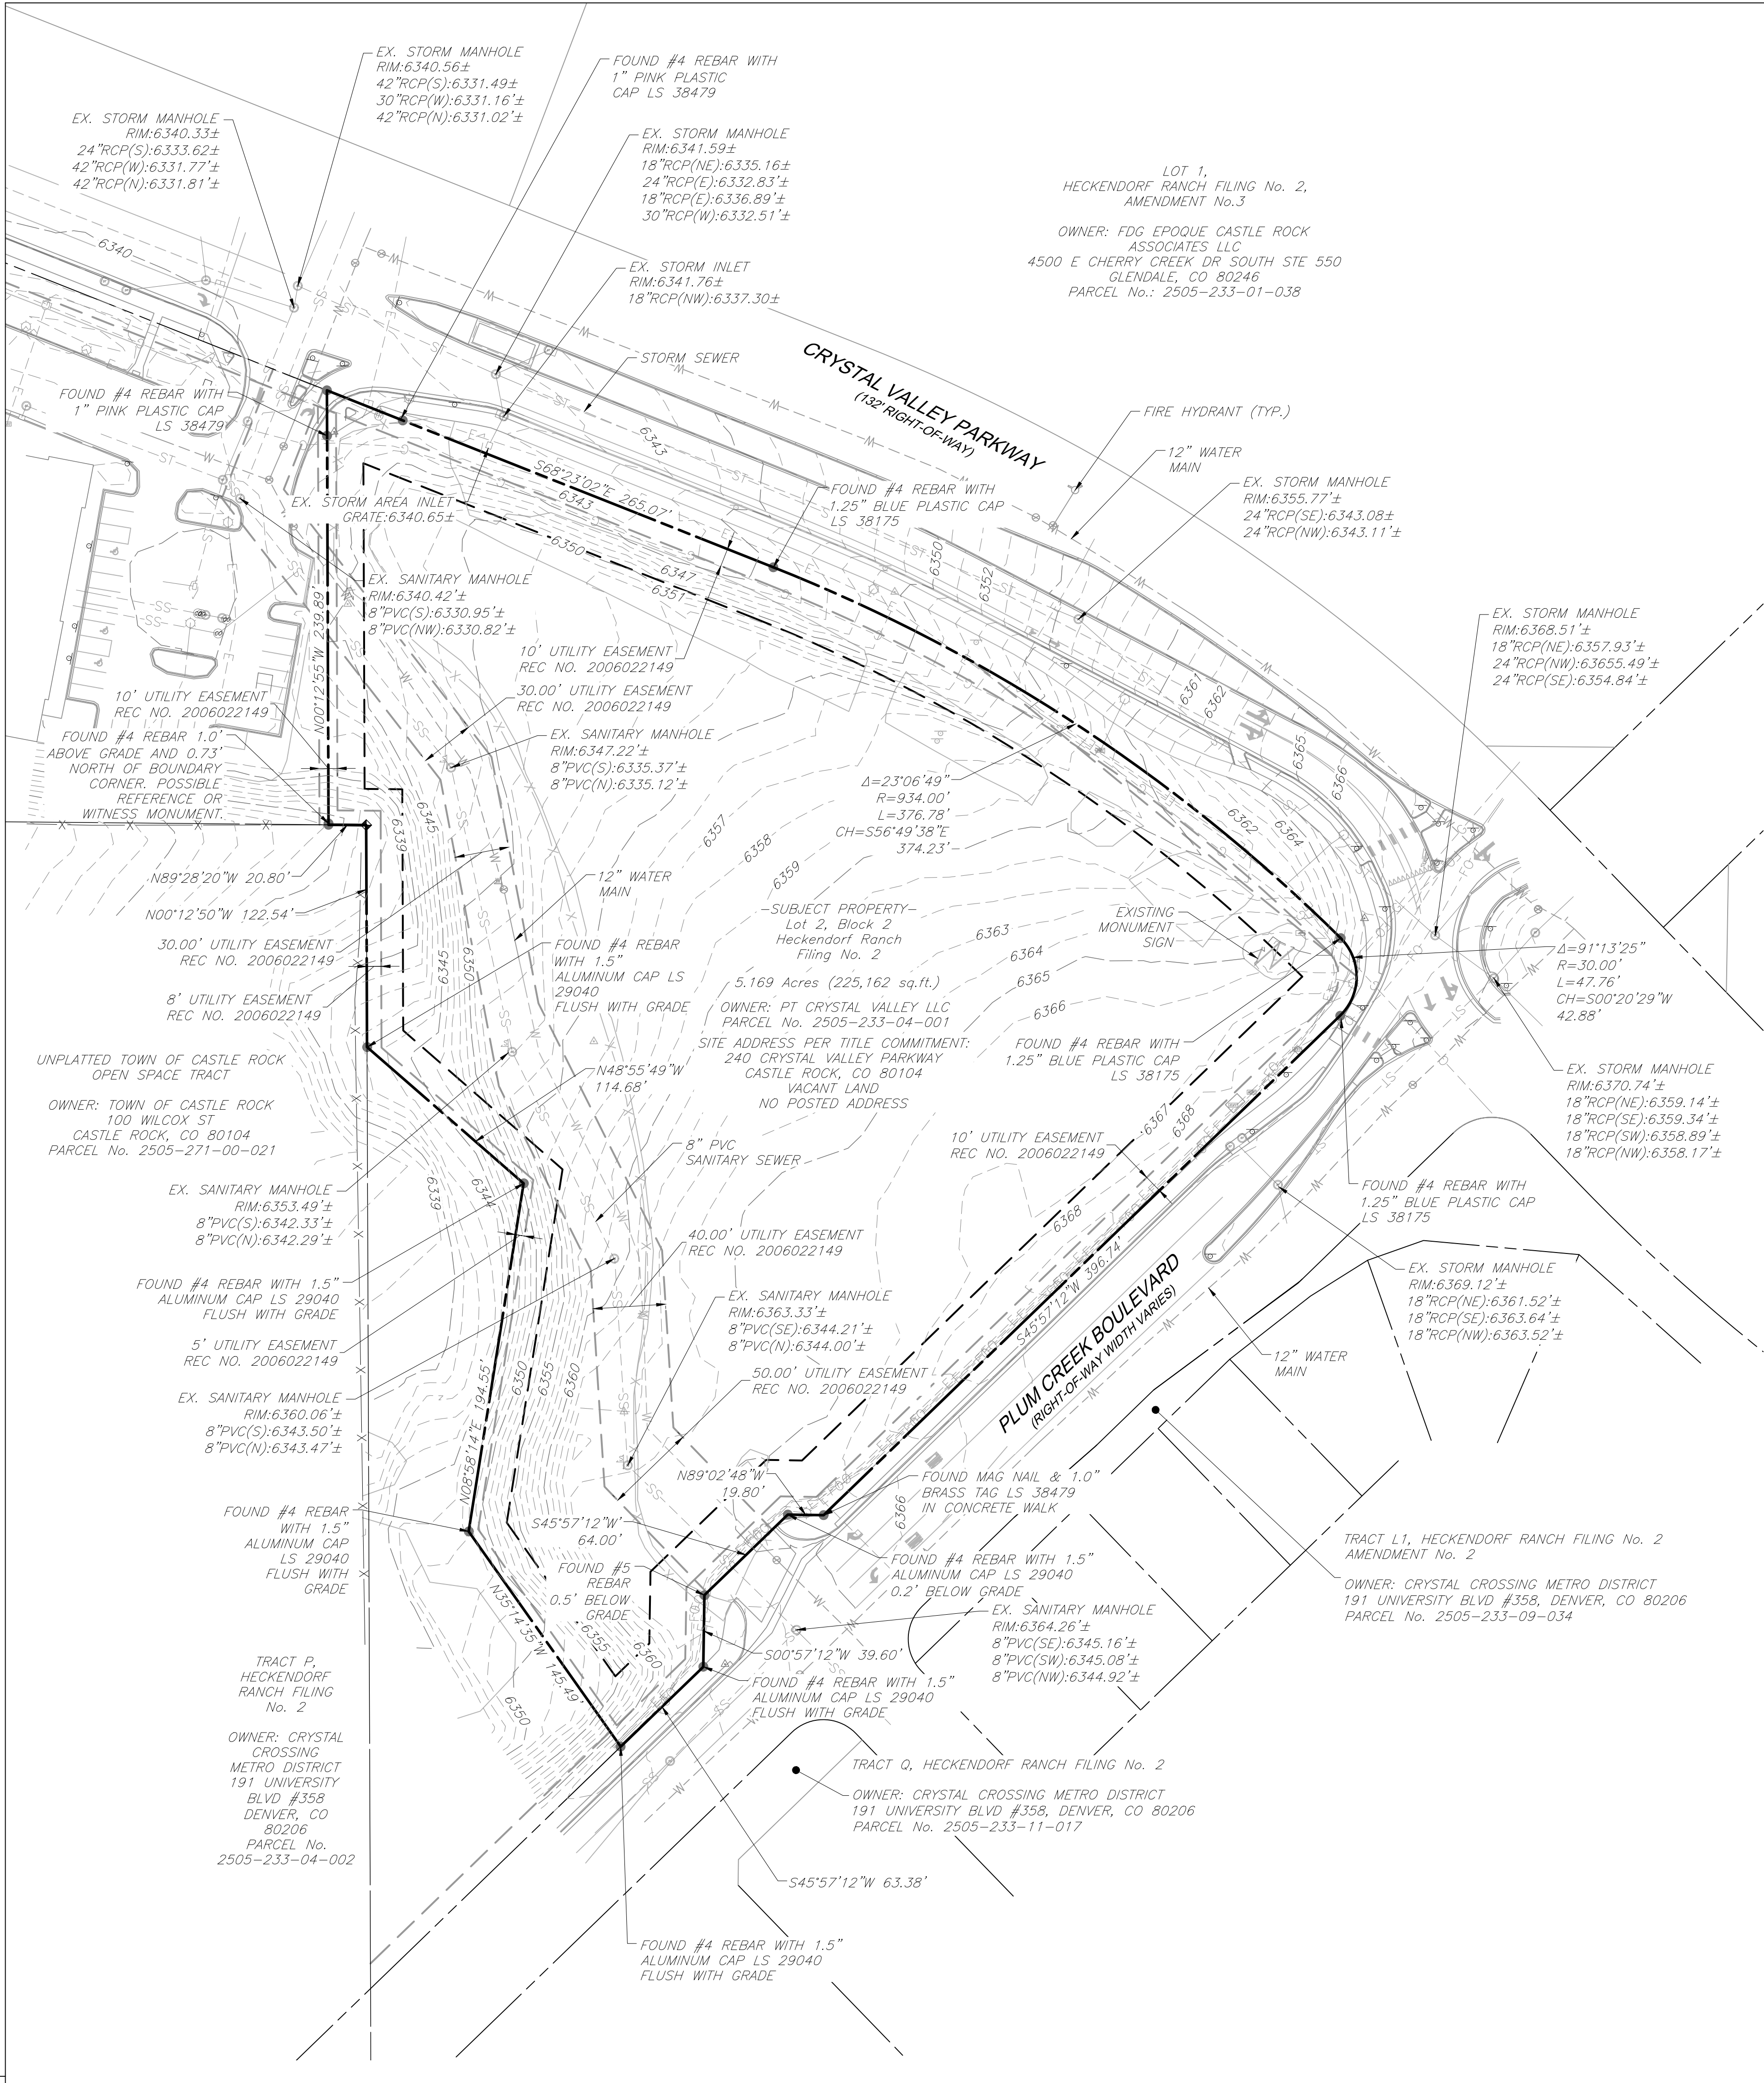 EX. STORM MANHOLE
RIM:6340.56±
42"RCP(S):6331.49±
30"RCP(W):6331.16'±
42"RCP(N):6331.02'±
FOUND #4 REBAR WITH
1" PINK PLASTIC
CAP LS 38479
EX. STORM MANHOLE
RIM:6340.33±
24"RCP(S):6333.62±
42"RCP(W):6331.77'±
42"RCP(N):6331.81'±
EX. STORM MANHOLE
RIM:6341.59±
18"RCP(NE):6335.16±
24"RCP(E):6332.83'±
18"RCP(E):6336.89'±
30"RCP(W):6332.51'±
LOT 1,
HECKENDORF RANCH FILING No. 2,
AMENDMENT No.3
OWNER: FDG EPOQUE CASTLE ROCK
ASSOCIATES LLC
4500 E CHERRY CREEK DR SOUTH STE 550
GLENDALE, CO 80246
PARCEL No.: 2505-233-01-038
6340
EX. STORM INLET
RIM:6341.76±
18"RCP(NW):6337.30±
STORM SEWER
CRYSTAL VALLEY PARKWAY
(132' RIGHT-OF-WAY)
FOUND #4 REBAR WITH
1" PINK PLASTIC CAP
LS 38479
FIRE HYDRANT (TYP.)
12" WATER
MAIN
6343
S68°23'02"E 265.07'
6343
EX. STORM AREA INLET
GRATE:6340.65±
FOUND #4 REBAR WITH
1.25" BLUE PLASTIC CAP
LS 38175
EX. STORM MANHOLE
RIM:6355.77'±
24"RCP(SE):6343.08±
24"RCP(NW):6343.11'±
6350
6347
6351
6350
6352
EX. SANITARY MANHOLE
RIM:6340.42'±
8"PVC(S):6330.95'±
8"PVC(NW):6330.82'±
N00°12'55"W 239.89'
10' UTILITY EASEMENT
REC NO. 2006022149
EX. STORM MANHOLE
RIM:6368.51'±
18"RCP(NE):6357.93'±
24"RCP(NW):63655.49'±
24"RCP(SE):6354.84'±
30.00' UTILITY EASEMENT
REC NO. 2006022149
10' UTILITY EASEMENT
REC NO. 2006022149
6361
6362
6365
6366
FOUND #4 REBAR 1.0'
ABOVE GRADE AND 0.73'
NORTH OF BOUNDARY
CORNER. POSSIBLE
REFERENCE OR
WITNESS MONUMENT.
EX. SANITARY MANHOLE
RIM:6347.22'±
8"PVC(S):6335.37'±
8"PVC(N):6335.12'±
Δ=23°06'49"
R=934.00'
L=376.78'
CH=S56°49'38"E
374.23'
6345
6339
6357
6358
6359
6362
6364
N89°28'20"W 20.80'
12" WATER
MAIN
N00°12'50"W 122.54'
-SUBJECT PROPERTY-
Lot 2, Block 2
Heckendorf Ranch
Filing No. 2
5.169 Acres (225,162 sq.ft.)
OWNER: PT CRYSTAL VALLEY LLC
PARCEL No. 2505-233-04-001
SITE ADDRESS PER TITLE COMMITMENT:
240 CRYSTAL VALLEY PARKWAY
CASTLE ROCK, CO 80104
VACANT LAND
NO POSTED ADDRESS
6363
6364
6365
6366
EXISTING
MONUMENT
SIGN
30.00' UTILITY EASEMENT
REC NO. 2006022149
6345
6350
FOUND #4 REBAR
WITH 1.5"
ALUMINUM CAP LS
29040
FLUSH WITH GRADE
Δ=91°13'25"
R=30.00'
L=47.76'
CH=S00°20'29"W
42.88'
8' UTILITY EASEMENT
REC NO. 2006022149
FOUND #4 REBAR WITH
1.25" BLUE PLASTIC CAP
LS 38175
UNPLATTED TOWN OF CASTLE ROCK
OPEN SPACE TRACT
OWNER: TOWN OF CASTLE ROCK
100 WILCOX ST
CASTLE ROCK, CO 80104
PARCEL No. 2505-271-00-021
N48°55'49"W
114.68'
EX. STORM MANHOLE
RIM:6370.74'±
18"RCP(NE):6359.14'±
18"RCP(SE):6359.34'±
18"RCP(SW):6358.89'±
18"RCP(NW):6358.17'±
6367
6368
8" PVC
SANITARY SEWER
10' UTILITY EASEMENT
REC NO. 2006022149
EX. SANITARY MANHOLE
RIM:6353.49'±
8"PVC(S):6342.33'±
8"PVC(N):6342.29'±
6339
6344
FOUND #4 REBAR WITH
1.25" BLUE PLASTIC CAP
LS 38175
6368
40.00' UTILITY EASEMENT
REC NO. 2006022149
FOUND #4 REBAR WITH 1.5"
ALUMINUM CAP LS 29040
FLUSH WITH GRADE
EX. SANITARY MANHOLE
RIM:6363.33'±
8"PVC(SE):6344.21'±
8"PVC(N):6344.00'±
S45°57'12"W 396.74'
PLUM CREEK BOULEVARD
(RIGHT-OF-WAY WIDTH VARIES)
EX. STORM MANHOLE
RIM:6369.12'±
18"RCP(NE):6361.52'±
18"RCP(SE):6363.64'±
18"RCP(NW):6363.52'±
12" WATER
MAIN
5' UTILITY EASEMENT
REC NO. 2006022149
50.00' UTILITY EASEMENT
REC NO. 2006022149
EX. SANITARY MANHOLE
RIM:6360.06'±
8"PVC(S):6343.50'±
8"PVC(N):6343.47'±
N08°58'14"E 194.55'
6350
6355
6360
N89°02'48"W
19.80'
FOUND MAG NAIL & 1.0"
BRASS TAG LS 38479
IN CONCRETE WALK
6366
FOUND #4 REBAR
WITH 1.5"
ALUMINUM CAP
LS 29040
FLUSH WITH
GRADE
S45°57'12"W
64.00'
FOUND #5
REBAR
0.5' BELOW
GRADE
FOUND #4 REBAR WITH 1.5"
ALUMINUM CAP LS 29040
0.2' BELOW GRADE
TRACT L1, HECKENDORF RANCH FILING No. 2
AMENDMENT No. 2
OWNER: CRYSTAL CROSSING METRO DISTRICT
191 UNIVERSITY BLVD #358, DENVER, CO 80206
PARCEL No. 2505-233-09-034
EX. SANITARY MANHOLE
RIM:6364.26'±
8"PVC(SE):6345.16'±
8"PVC(SW):6345.08'±
8"PVC(NW):6344.92'±
N35°14'35"W 145.49'
6355
6360
6350
S00°57'12"W 39.60'
FOUND #4 REBAR WITH 1.5"
ALUMINUM CAP LS 29040
FLUSH WITH GRADE
TRACT P,
HECKENDORF
RANCH FILING
No. 2
OWNER: CRYSTAL
CROSSING
METRO DISTRICT
191 UNIVERSITY
BLVD #358
DENVER, CO
80206
PARCEL No.
2505-233-04-002
TRACT Q, HECKENDORF RANCH FILING No. 2
OWNER: CRYSTAL CROSSING METRO DISTRICT
191 UNIVERSITY BLVD #358, DENVER, CO 80206
PARCEL No. 2505-233-11-017
S45°57'12"W 63.38'
FOUND #4 REBAR WITH 1.5"
ALUMINUM CAP LS 29040
FLUSH WITH GRADE